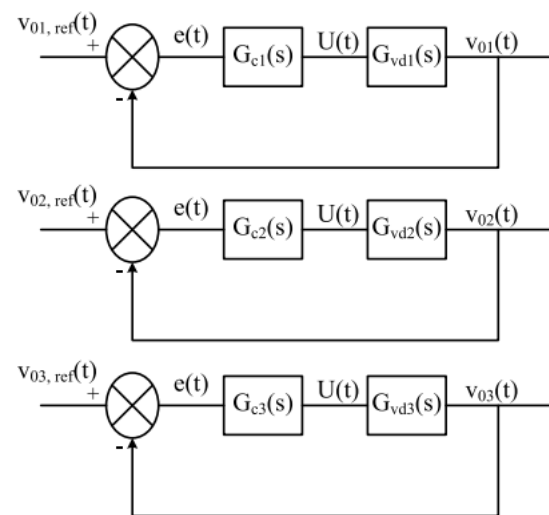 v01, ref(t)
e(t) U(t) v01(t)
+ Gc1(s) Gvd1(s)
-
v02, ref(t)
e(t) U(t) v02(t)
+ Gc2(s) Gvd2(s)
-
v03, ref(t)
e(t) U(t) v03(t)
+ Gc3(s) Gvd3(s)
-